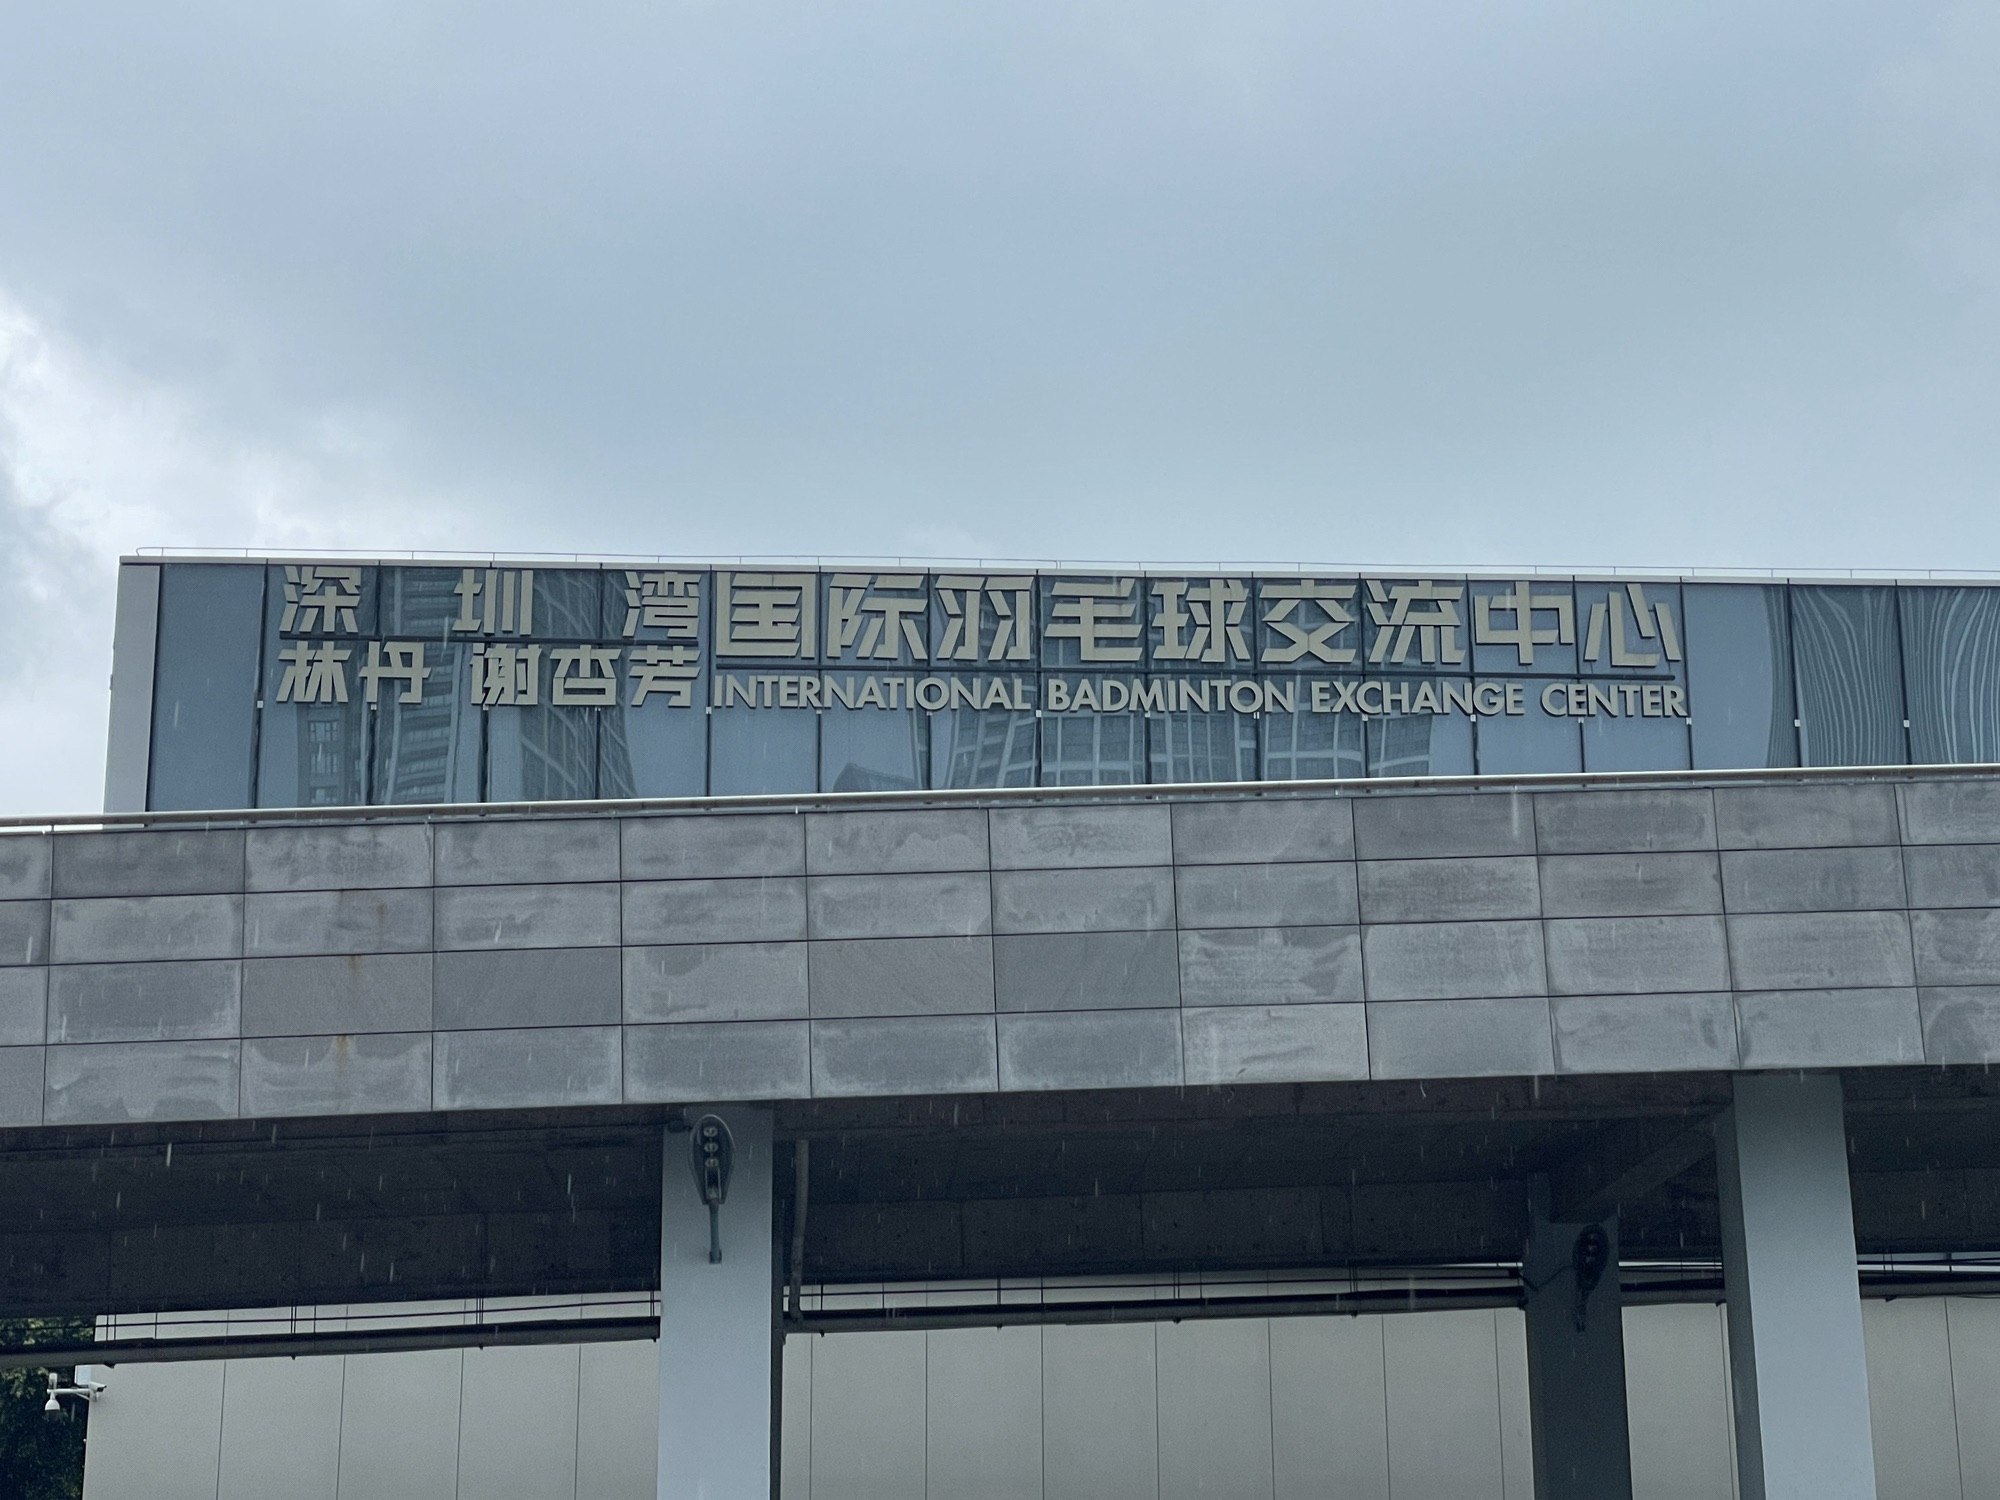 深圳湾
林丹 谢杏芳
国际羽毛球交流中心
INTERNATIONAL BADMINTON EXCHANGE CENTER